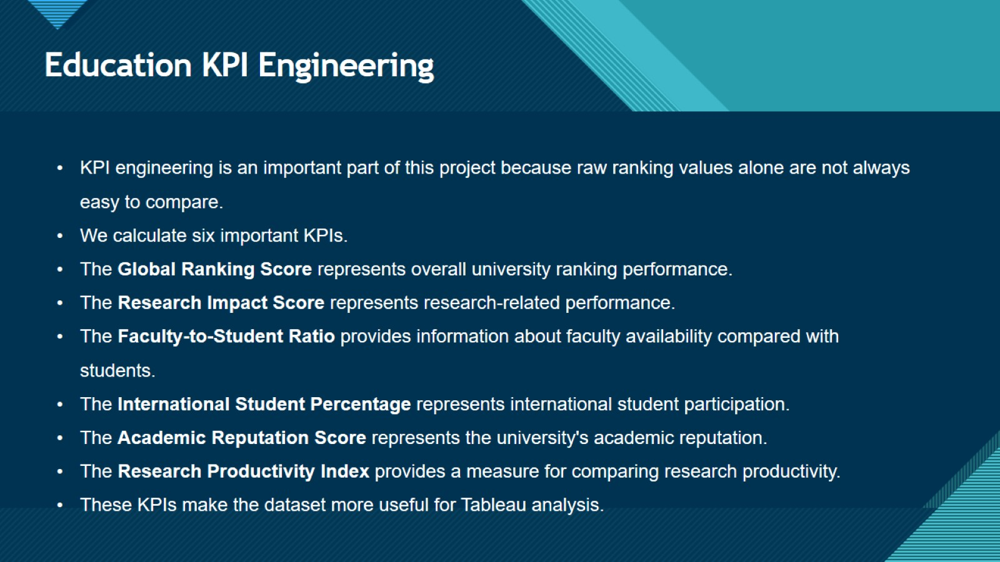 Education KPI Engineering
• KPI engineering is an important part of this project because raw ranking values alone are not always
easy to compare.
• We calculate six important KPIs.
• The Global Ranking Score represents overall university ranking performance.
• The Research Impact Score represents research-related performance.
• The Faculty-to-Student Ratio provides information about faculty availability compared with
students.
• The International Student Percentage represents international student participation.
• The Academic Reputation Score represents the university's academic reputation.
• The Research Productivity Index provides a measure for comparing research productivity.
• These KPIs make the dataset more useful for Tableau analysis.